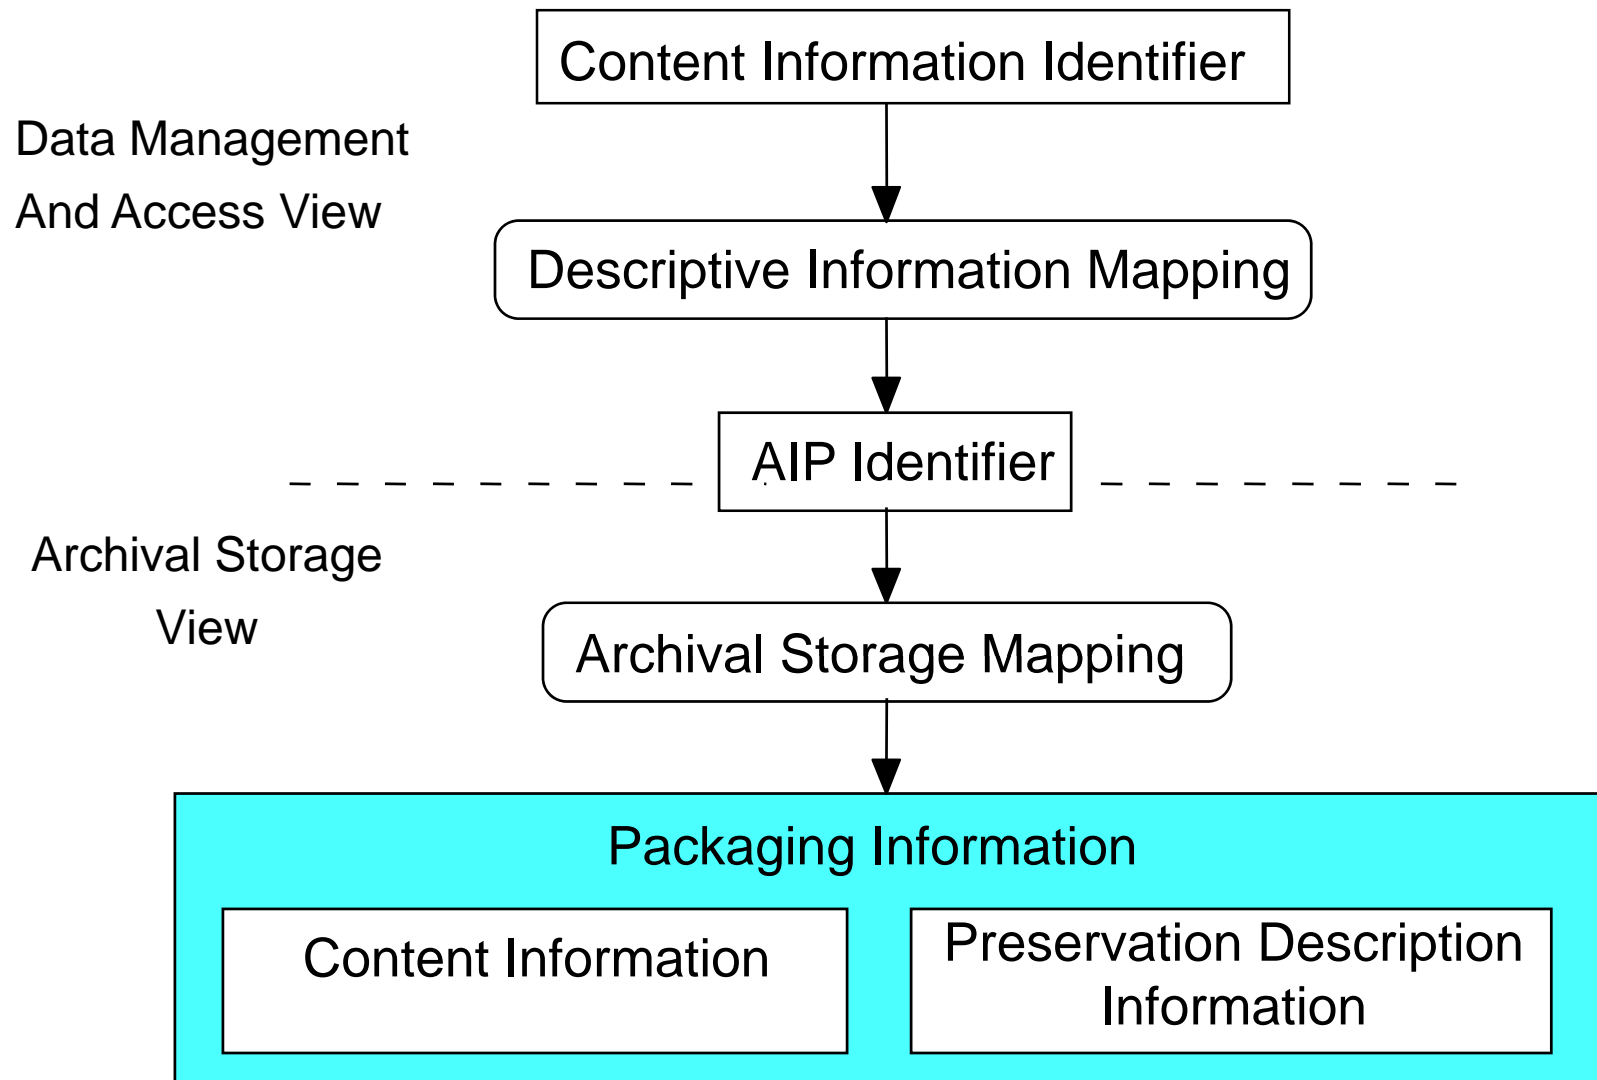 Content Information Identifier
Data Management
And Access View
Descriptive Information Mapping
AIP Identifier
Archival Storage
View
Archival Storage Mapping
Packaging Information
Content Information
Preservation Description
Information